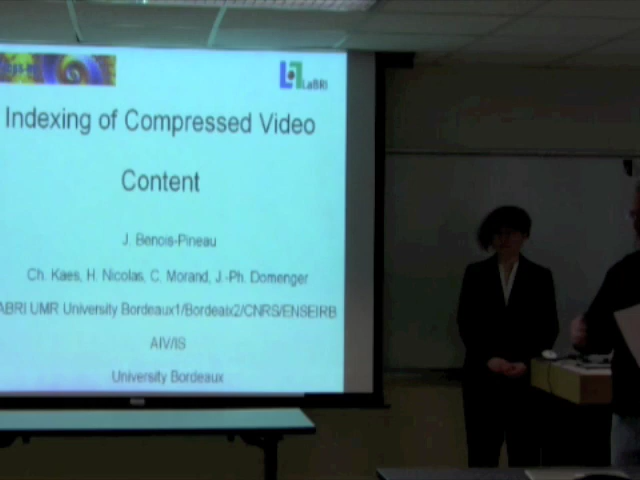 LaBRI
Indexing of Compressed Video
Content
J. Benois-Pineau
Ch. Kaes, H. Nicolas, C. Morand, J.-Ph. Domenger
ABRI UMR University Bordeaux1/Bordeaix2/CNRS/ENSEIRB
AIV/IS
University Bordeaux